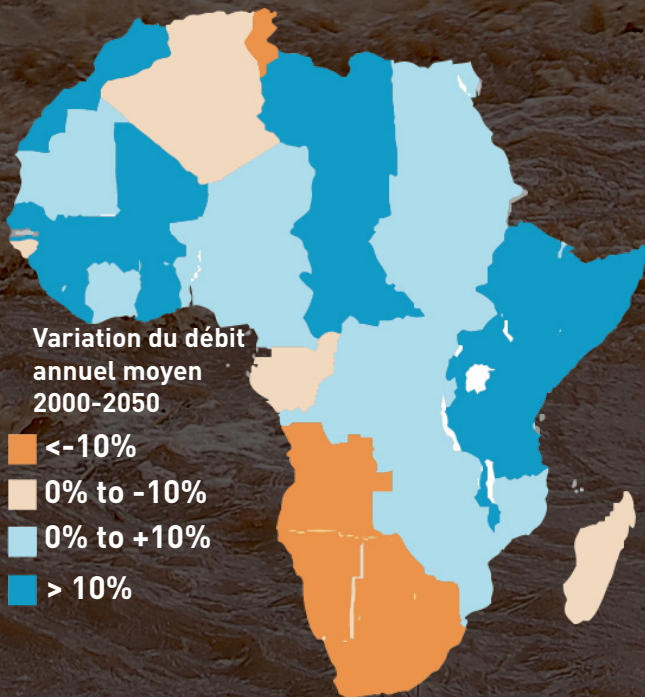 Variation du débit
annuel moyen
2000-2050
<-10%
0% to -10%
0% to +10%
> 10%